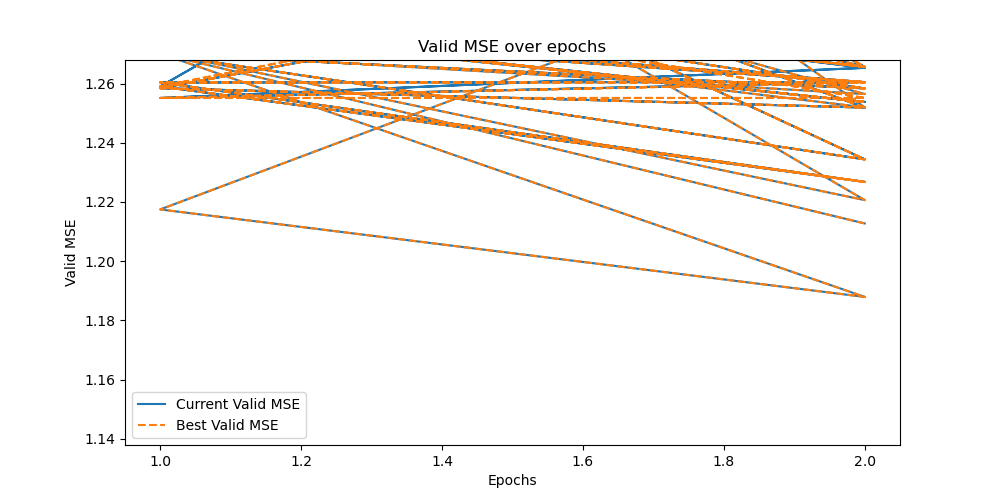 Valid MSE over epochs
Valid MSE
1.26
1.24
1.22
1.20
1.18
1.16
1.14
Current Valid MSE
Best Valid MSE
1.0 1.2 1.4 1.6 1.8 2.0
Epochs